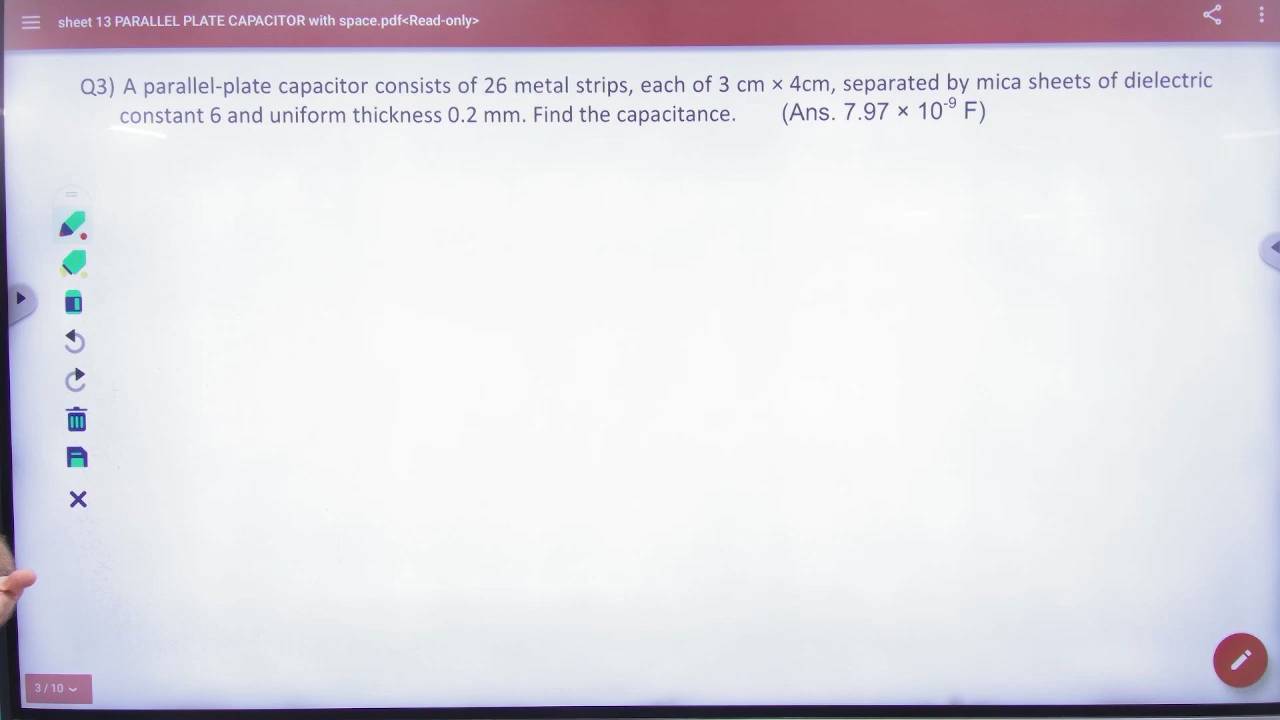 sheet 13 PARALLEL PLATE CAPACITOR with space.pdf<Read-only>
Q3) A parallel-plate capacitor consists of 26 metal strips, each of 3 cm × 4cm, separated by mica sheets of dielectric
constant 6 and uniform thickness 0.2 mm. Find the capacitance. (Ans. 7.97 × 10⁻⁹ F)
3 / 10